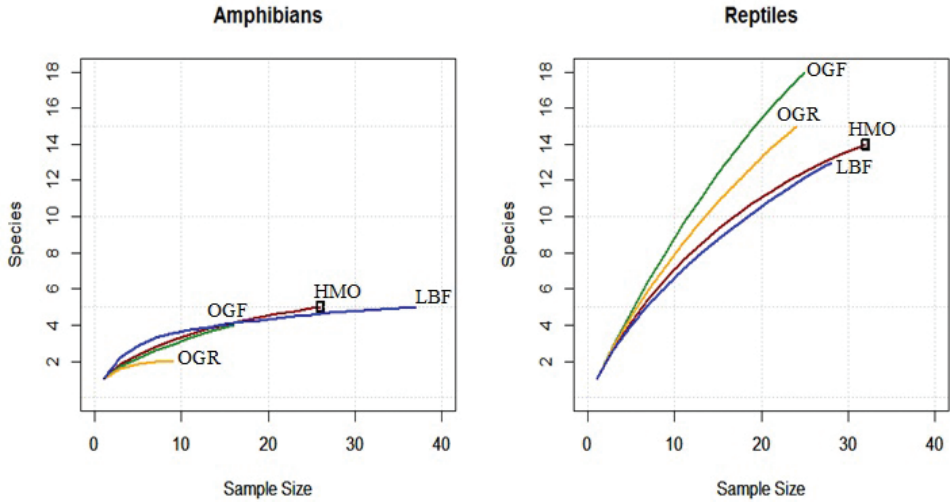 Amphibians
Species
2
4
6
8
10
12
14
16
18
OGF
HMO
LBF
OGR
0 10 20 30 40
Sample Size
Reptiles
Species
2
4
6
8
10
12
14
16
18
OGF
OGR
HMO
LBF
0 10 20 30 40
Sample Size